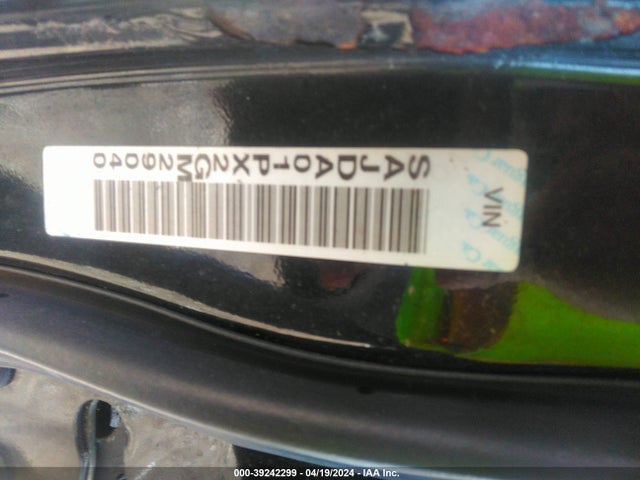 VIN
SAJDA01PX2GM29040
000-39242299 - 04/19/2024 - IAA Inc.